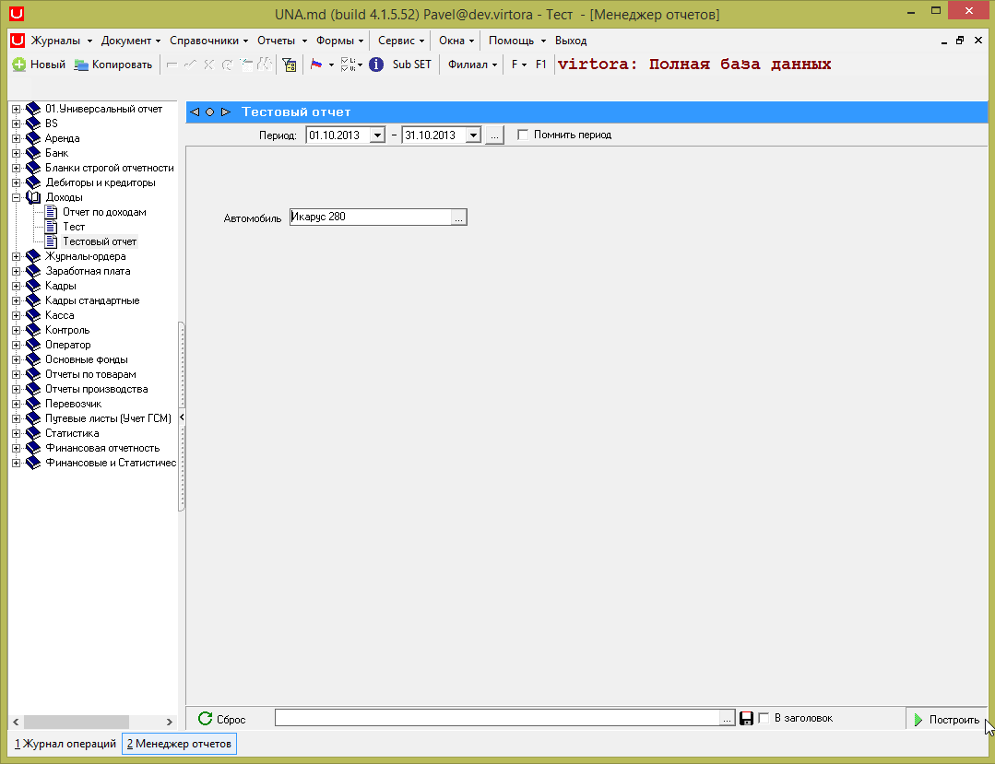 UNA.md (build 4.1.5.52) Pavel@dev.virtora - Тест - [Менеджер отчетов]
Журналы Документ Справочники Отчеты Формы Сервис Окна Помощь Выход
Новый Копировать Sub SET Филиал F F1 virtora: Полная база данных
01.Универсальный отчет
BS
Аренда
Банк
Бланки строгой отчетности
Дебиторы и кредиторы
Доходы
Отчет по доходам
Тест
Тестовый отчет
Журналы-ордера
Заработная плата
Кадры
Кадры стандартные
Касса
Контроль
Оператор
Основные фонды
Отчеты по товарам
Отчеты производства
Перевозчик
Путевые листы (Учет ГСМ)
Статистика
Финансовая отчетность
Финансовые и Статистичес
Тестовый отчет
Период: 01.10.2013 - 31.10.2013 ... Помнить период
Автомобиль Икарус 280 ...
Сброс ... В заголовок Построить
1 Журнал операций 2 Менеджер отчетов